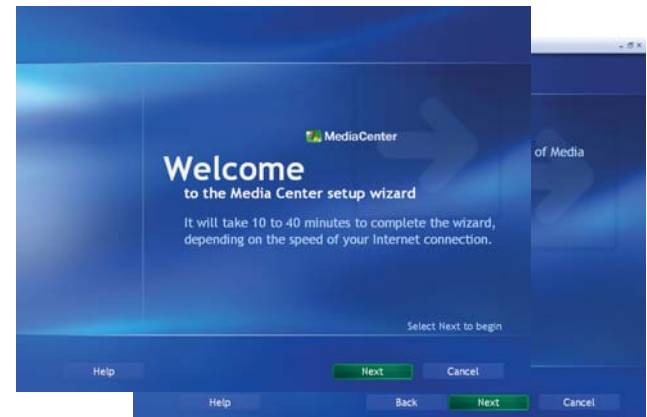 MediaCenter
Welcome
to the Media Center setup wizard
It will take 10 to 40 minutes to complete the wizard,
depending on the speed of your Internet connection.
Select Next to begin
Help Next Cancel
of Media
Help Back Next Cancel